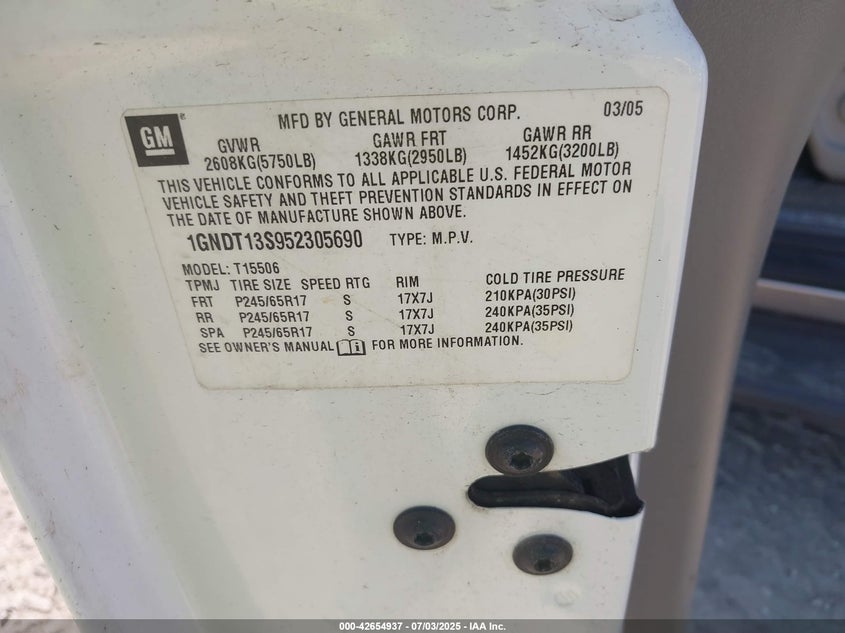 GM ®
MFD BY GENERAL MOTORS CORP. 03/05
GVWR GAWR FRT GAWR RR
2608KG(5750LB) 1338KG(2950LB) 1452KG(3200LB)
THIS VEHICLE CONFORMS TO ALL APPLICABLE U.S. FEDERAL MOTOR
VEHICLE SAFETY AND THEFT PREVENTION STANDARDS IN EFFECT ON
THE DATE OF MANUFACTURE SHOWN ABOVE.
1GNDT13S952305690 TYPE: M.P.V.
MODEL: T15506
TPMJ TIRE SIZE SPEED RTG RIM COLD TIRE PRESSURE
FRT P245/65R17 S 17X7J 210KPA(30PSI)
RR P245/65R17 S 17X7J 240KPA(35PSI)
SPA P245/65R17 S 17X7J 240KPA(35PSI)
SEE OWNER'S MANUAL i FOR MORE INFORMATION.
000-42654937 - 07/03/2025 - IAA Inc.